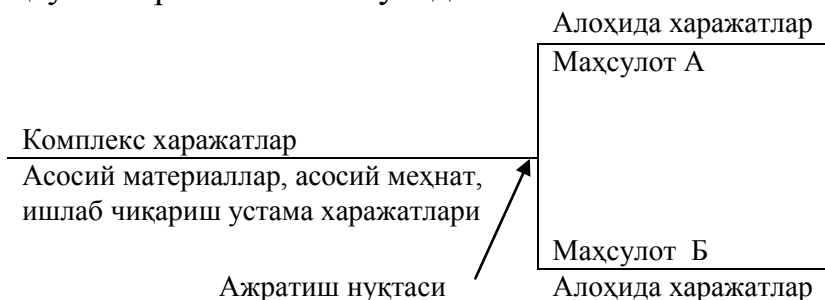 Алоҳида харажатлар
Маҳсулот А
Комплекс харажатлар
Асосий материаллар, асосий меҳнат,
ишлаб чиқариш устама харажатлари
Маҳсулот Б
Ажратиш нуқтаси
Алоҳида харажатлар